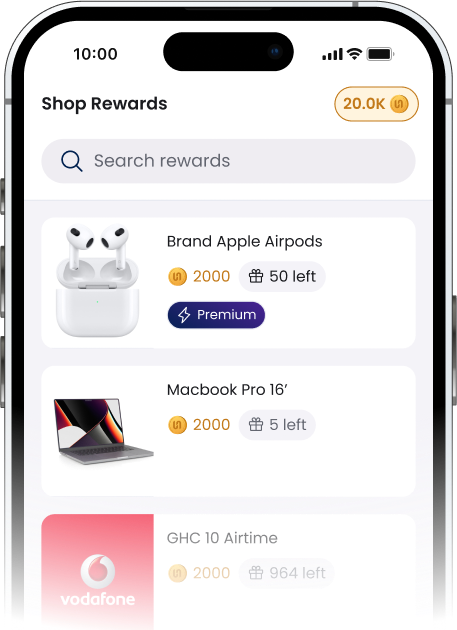 10:00
Shop Rewards
20.0K
Search rewards
Brand Apple Airpods
2000
50 left
Premium
Macbook Pro 16’
2000
5 left
GHC 10 Airtime
2000
964 left
vodafone